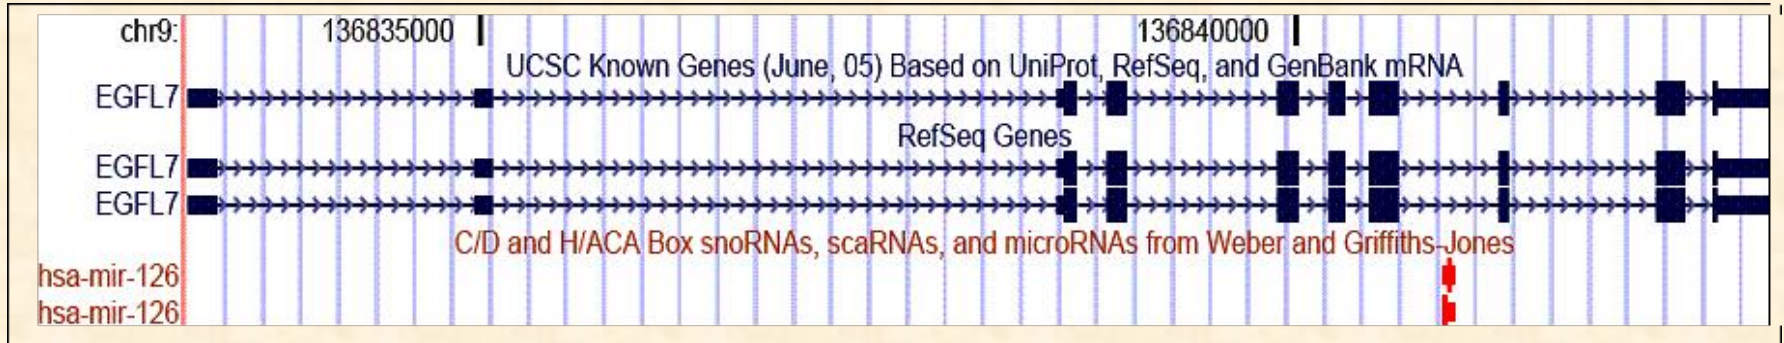 chr9: 136835000 136840000
UCSC Known Genes (June, 05) Based on UniProt, RefSeq, and GenBank mRNA
EGFL7
RefSeq Genes
EGFL7
EGFL7
C/D and H/ACA Box snoRNAs, scaRNAs, and microRNAs from Weber and Griffiths-Jones
hsa-mir-126
hsa-mir-126